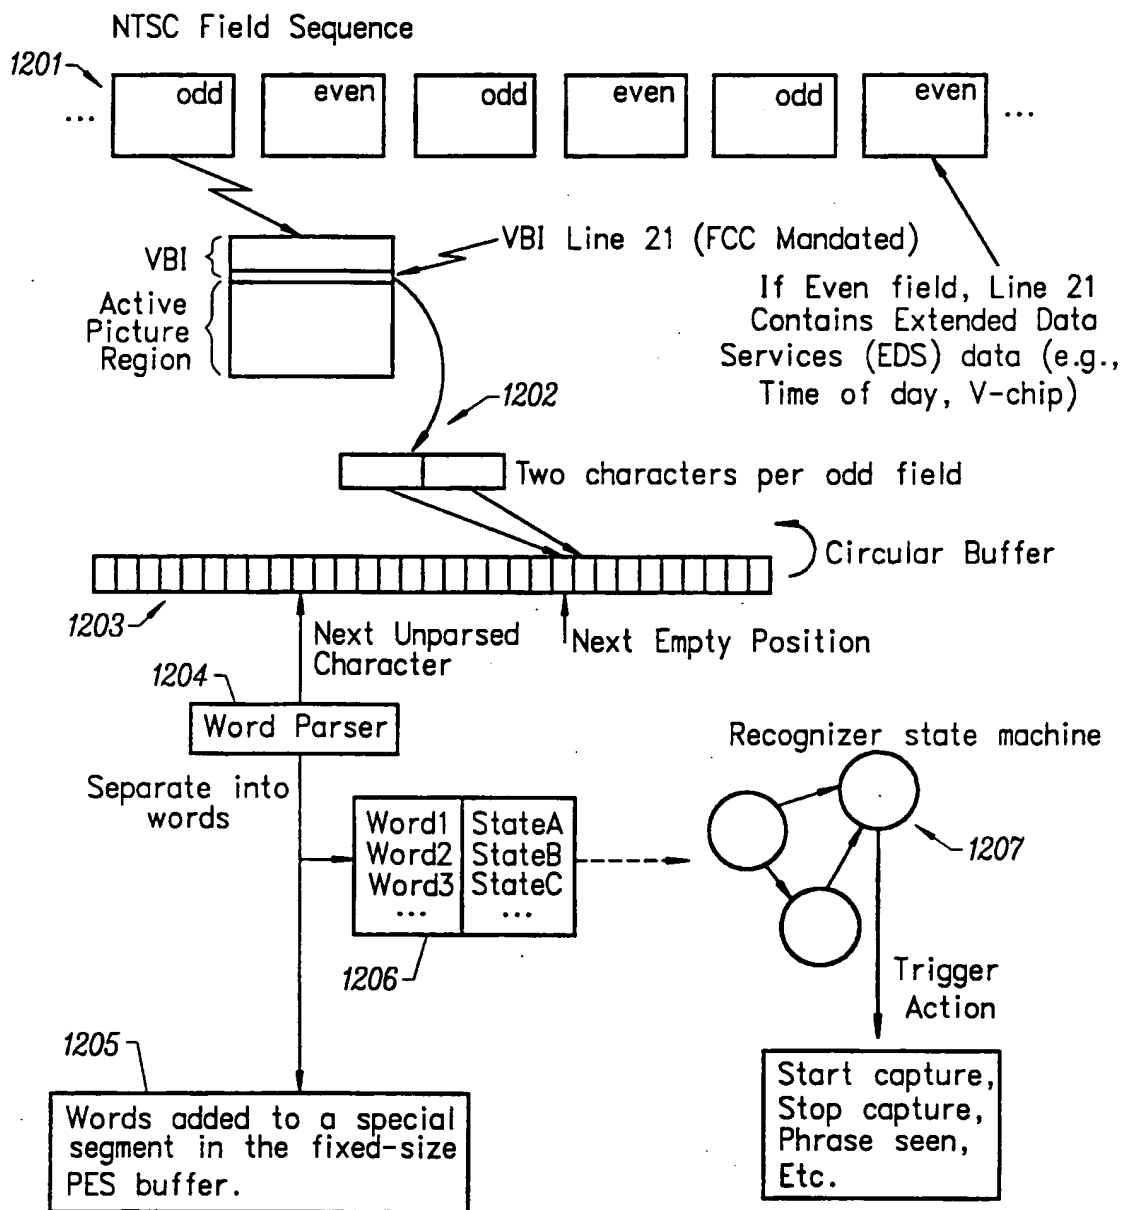 NTSC Field Sequence
1201
... odd even odd even odd even ...
VBI
VBI Line 21 (FCC Mandated)
Active
Picture
Region
If Even field, Line 21
Contains Extended Data
Services (EDS) data (e.g.,
Time of day, V-chip)
1202
Two characters per odd field
Circular Buffer
1203
Next Unparsed
Character
Next Empty Position
1204
Word Parser
Separate into
words
Recognizer state machine
Word1 StateA
Word2 StateB
Word3 StateC
... ...
1207
1206
Trigger
Action
1205
Words added to a special
segment in the fixed-size
PES buffer.
Start capture,
Stop capture,
Phrase seen,
Etc.